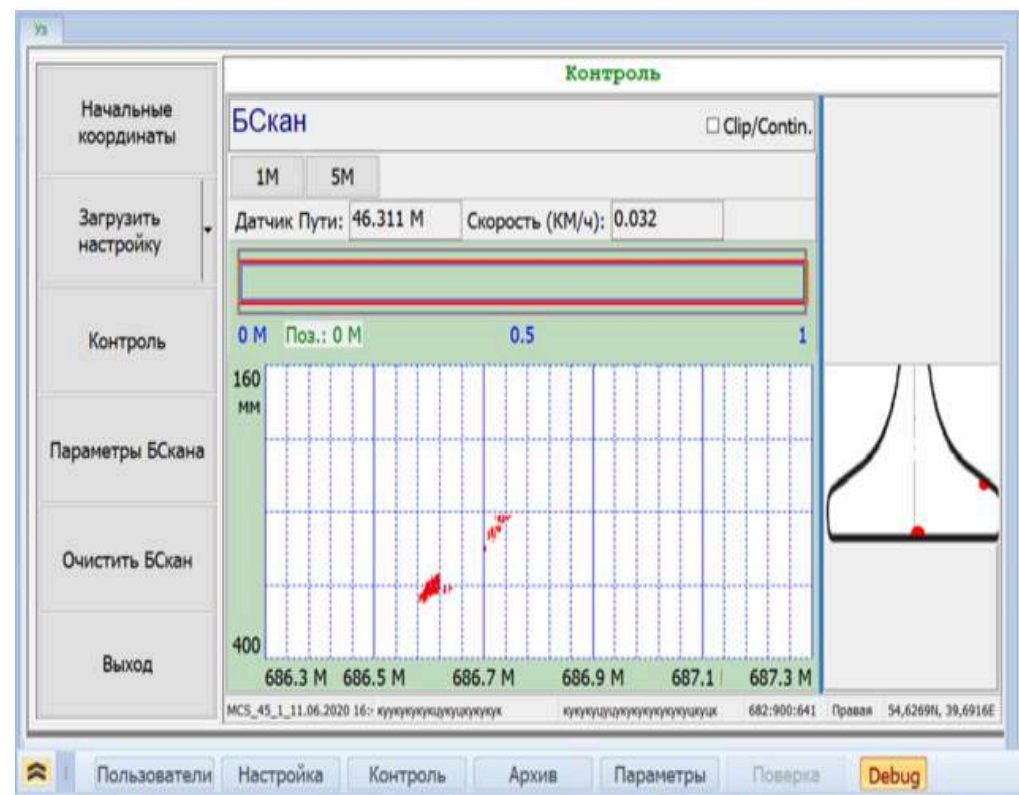 Уз
Контроль
Начальные
координаты
Загрузить
настройку
Контроль
Параметры БСкана
Очистить БСкан
Выход
БСкан
Clip/Contin.
1М 5М
Датчик Пути: 46.311 М Скорость (КМ/ч): 0.032
0 М Поз.: 0 М 0.5 1
160
мм
400
686.3 М 686.5 М 686.7 М 686.9 М 687.1 687.3 М
MCS_45_1_11.06.2020 16: 682:900:641 Правая 54,6269N, 39,6916E
Пользователи Настройка Контроль Архив Параметры Поверка Debug